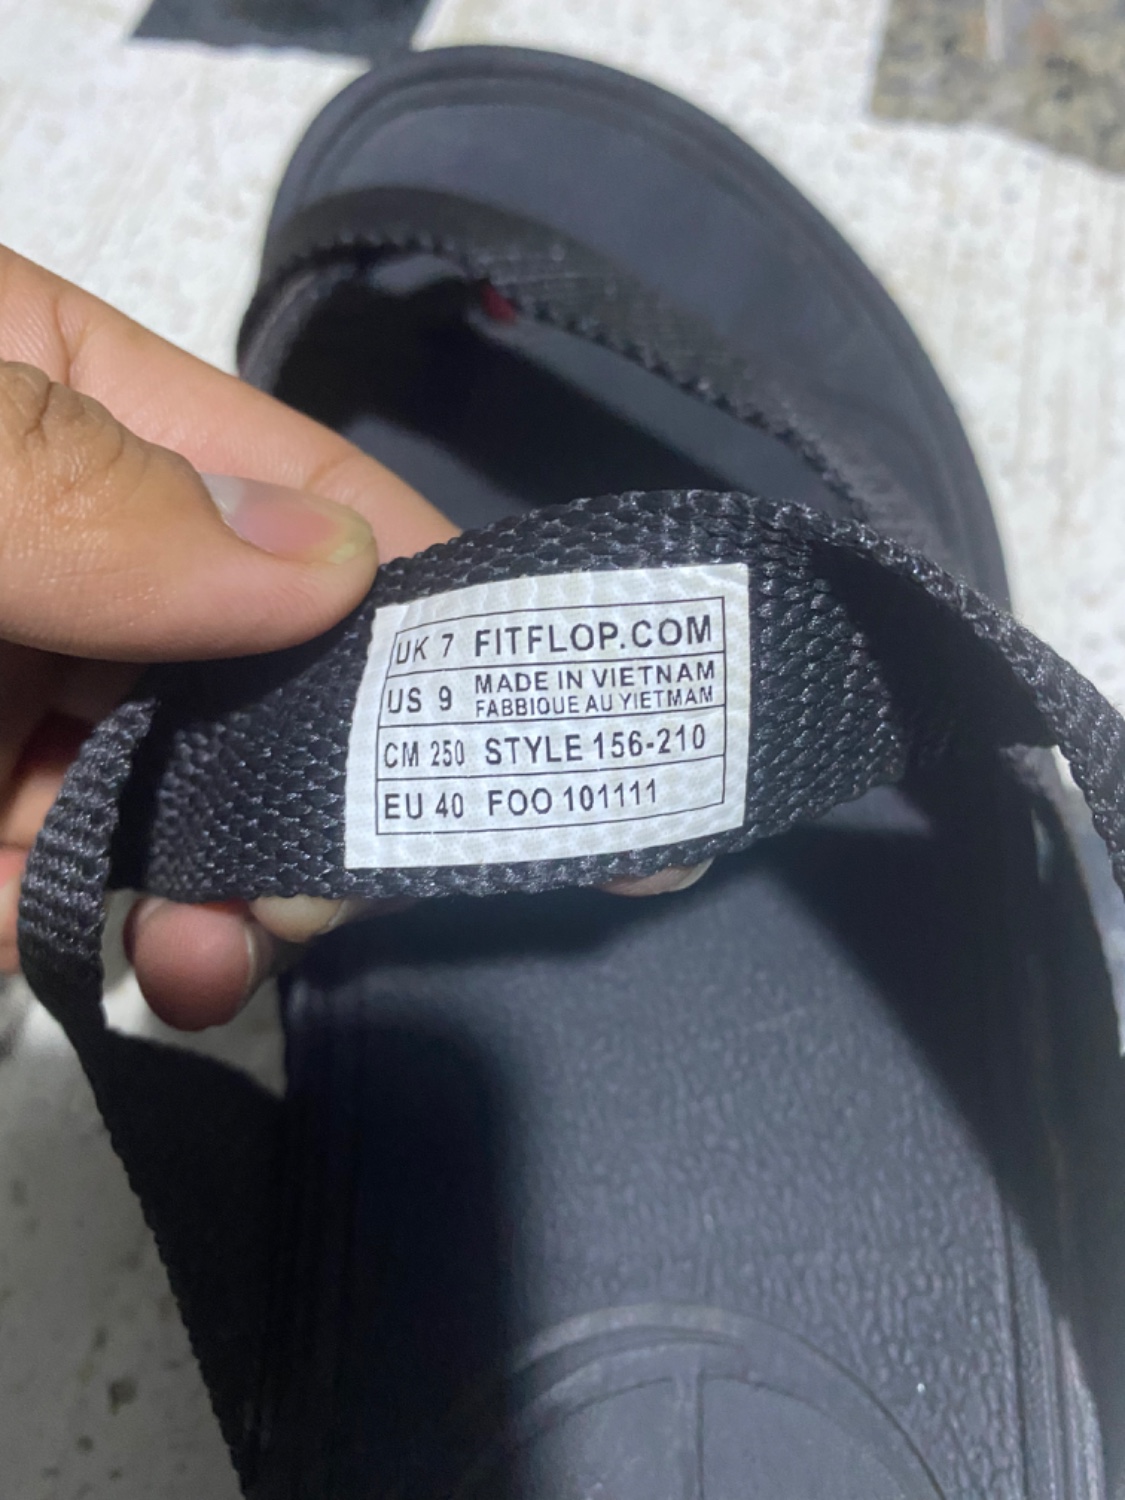 UK 7 FITFLOP.COM
US 9 MADE IN VIETNAM
FABBIQUE AU YIETMAM
CM 250 STYLE 156-210
EU 40 FOO 101111